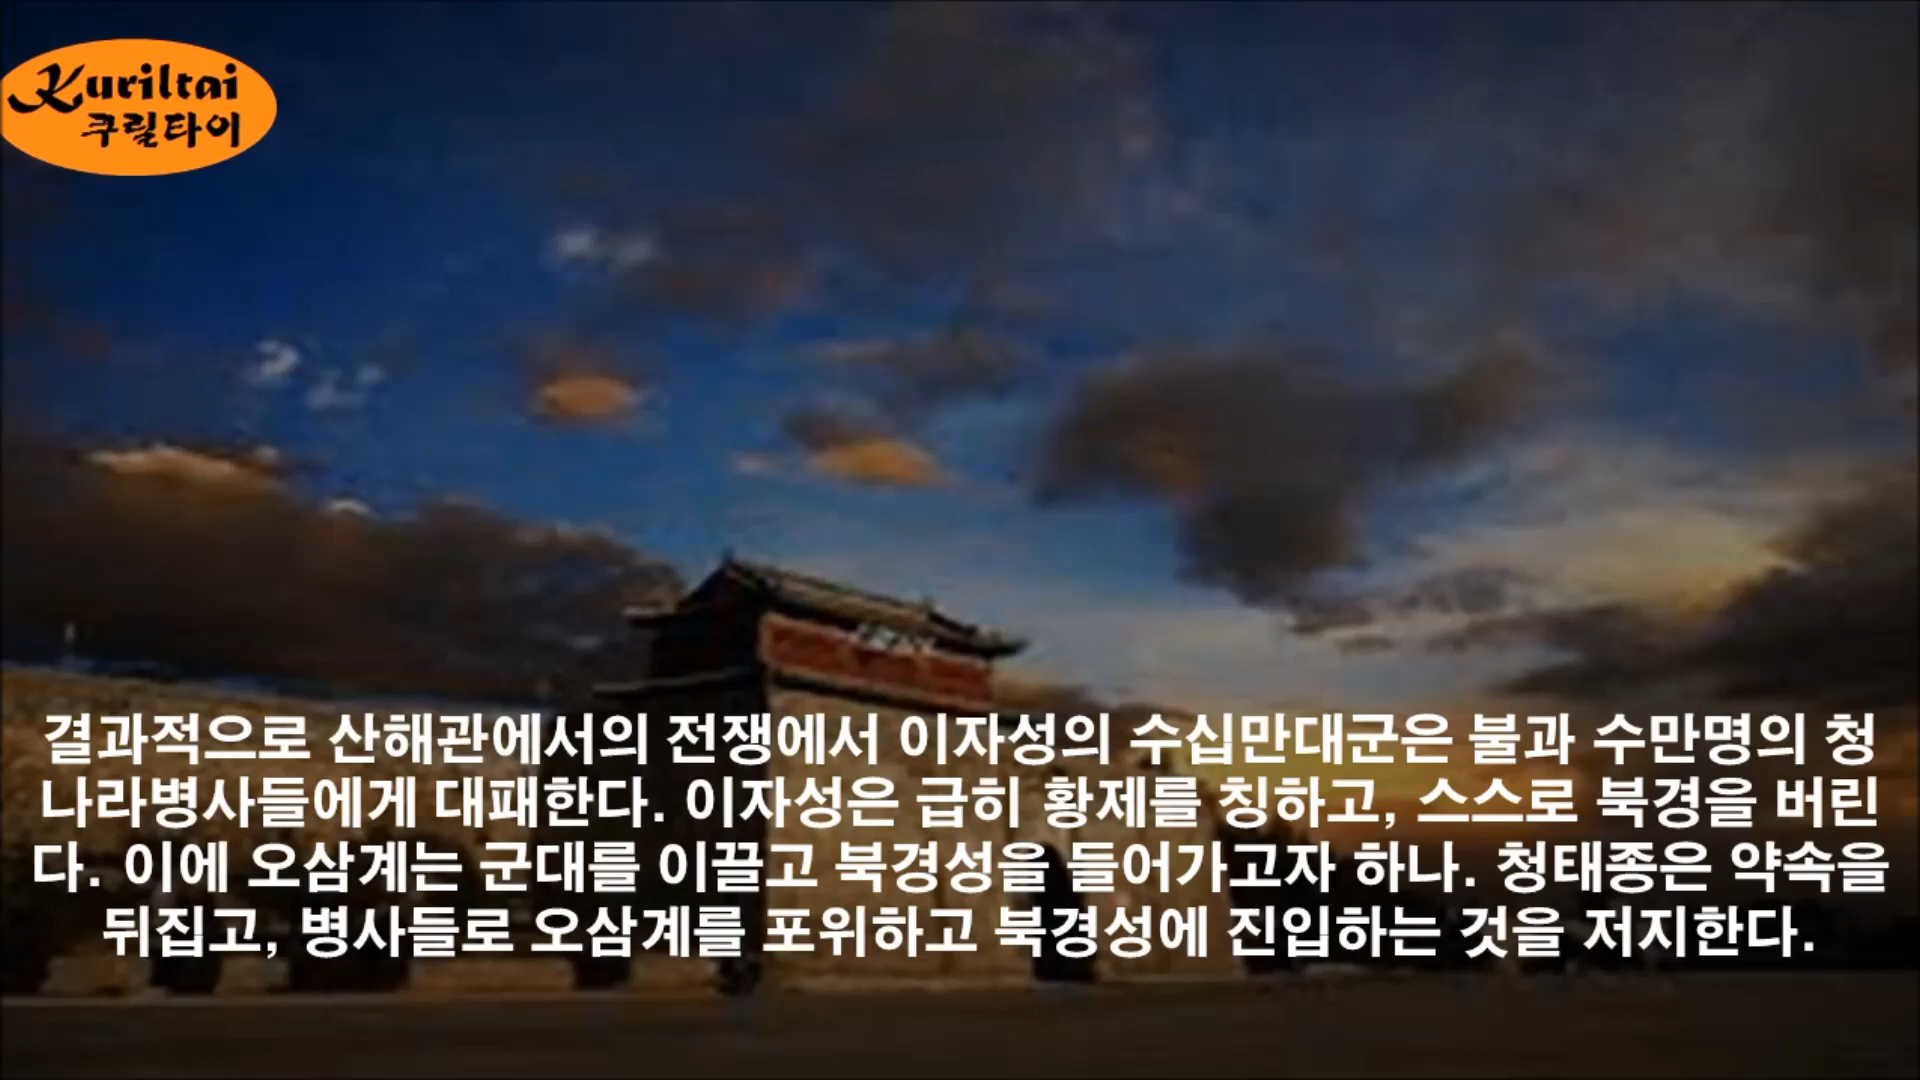 Kuriltai
쿠릴타이
결과적으로 산해관에서의 전쟁에서 이자성의 수십만대군은 불과 수만명의 청
나라병사들에게 대패한다. 이자성은 급히 황제를 칭하고, 스스로 북경을 버린
다. 이에 오삼계는 군대를 이끌고 북경성을 들어가고자 하나. 청태종은 약속을
뒤집고, 병사들로 오삼계를 포위하고 북경성에 진입하는 것을 저지한다.